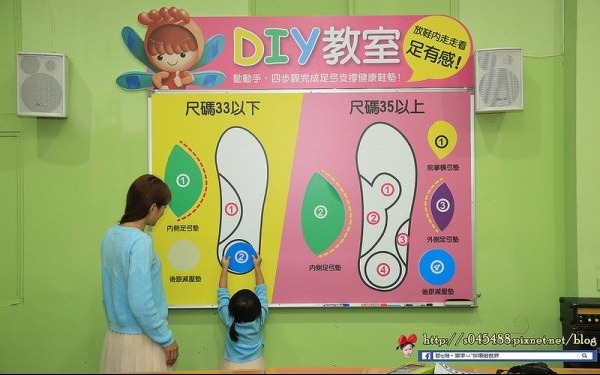 DIY教室
放鞋內走走看
足有感!
動動手，四步驟完成足弓支撐健康鞋墊!
尺碼33以下
尺碼35以上
①
內側足弓墊
後跟減壓墊
①
②
②
內側足弓墊
①
②
③
④
①
前掌橫弓墊
③
外側足弓墊
④
後跟減壓墊
http://s045488.pixnet.net/blog